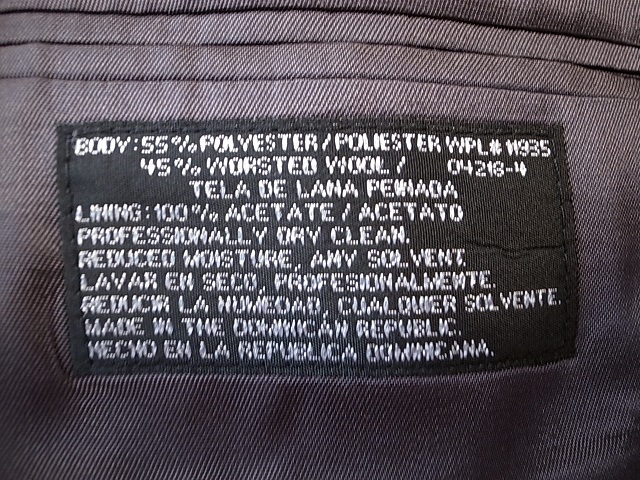 BODY:55% POLYESTER/POLIESTER WPL# 11935
45% WORSTED WOOL/ 04218-4
TELA DE LANA PEINADA
LINING:100% ACETATE/ACETATO
PROFESSIONALLY DRY CLEAN.
REDUCED MOISTURE, ANY SOLVENT.
LAVAR EN SECO, PROFESIONALMENTE.
REDUCIR LA HUMEDAD, CUALQUIER SOLVENTE.
MADE IN THE DOMINICAN REPUBLIC.
HECHO EN LA REPUBLICA DOMINICANA.